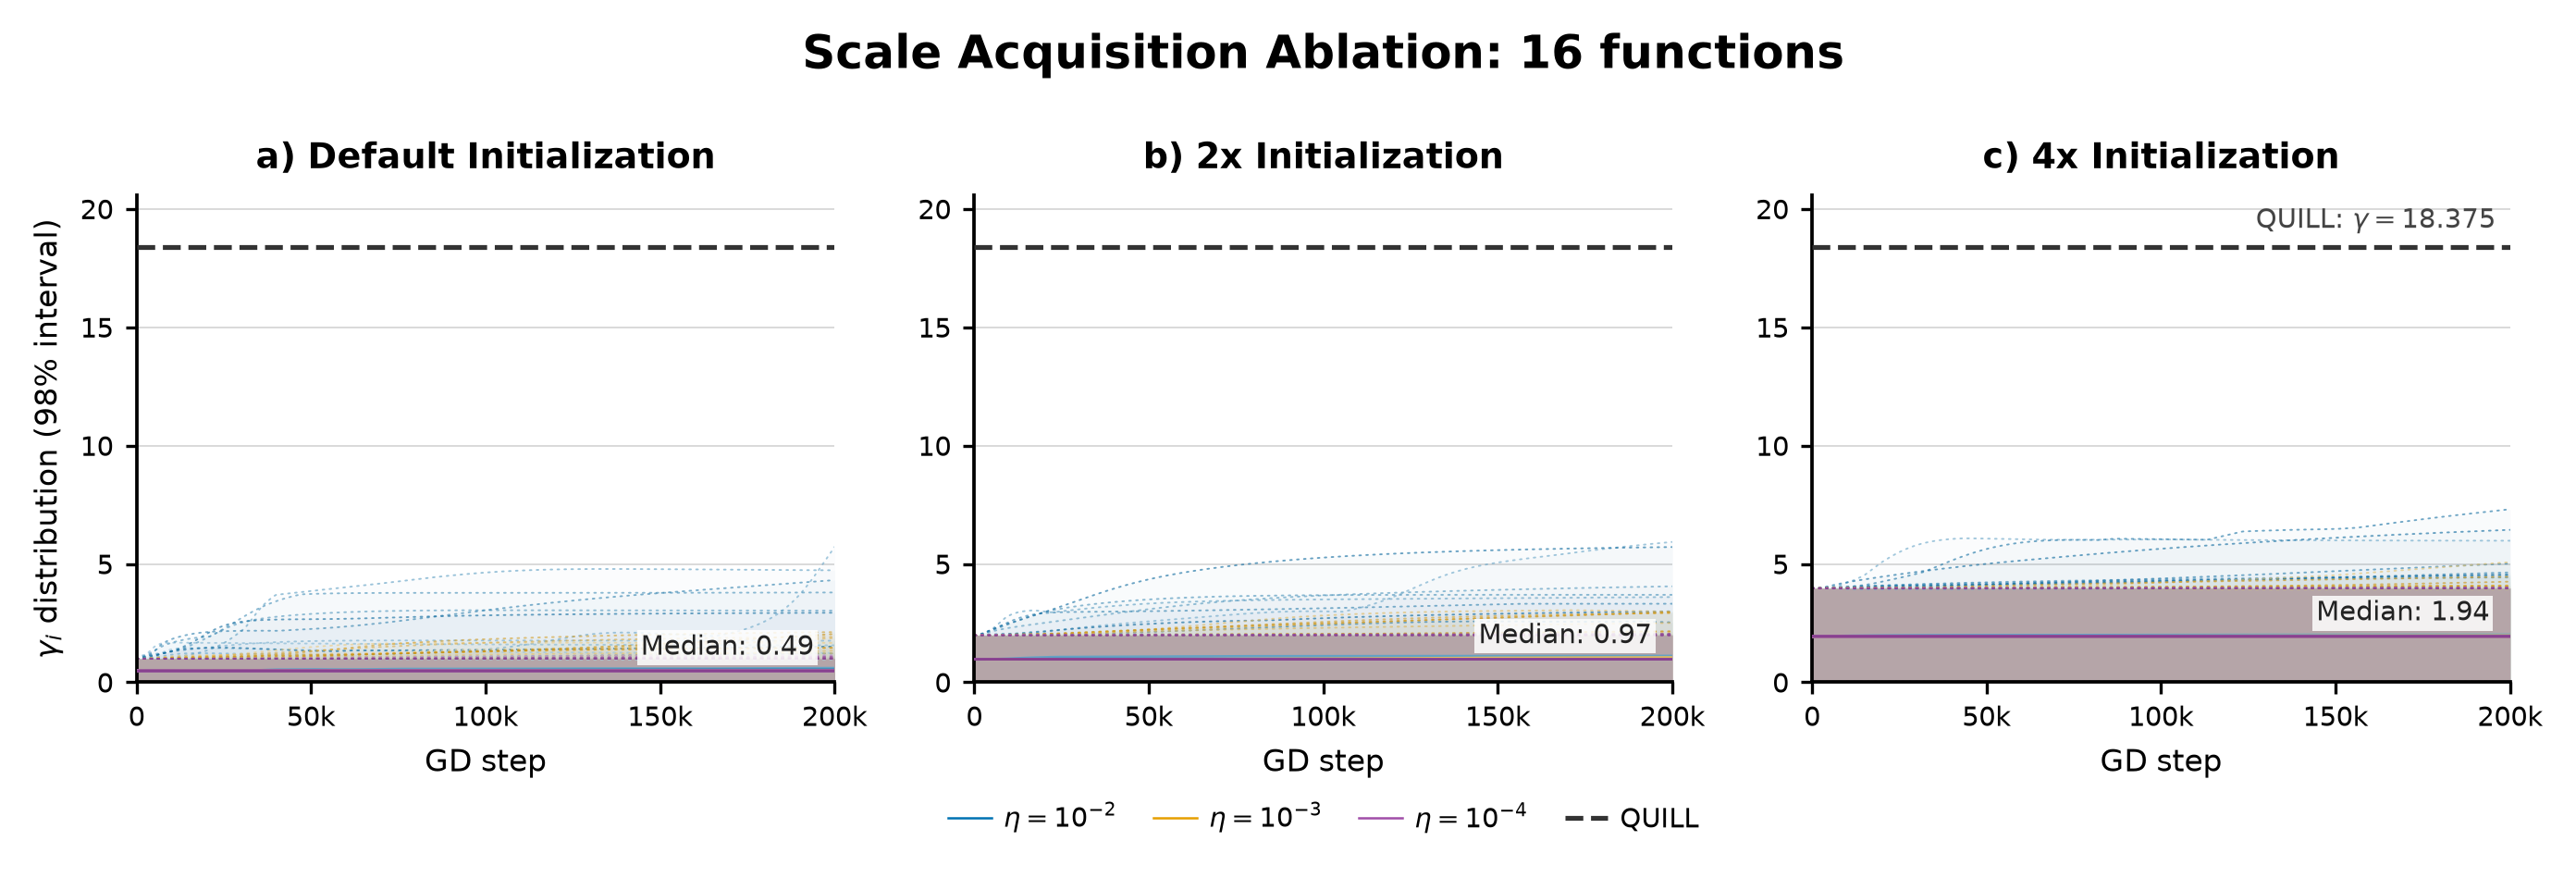 Scale Acquisition Ablation: 16 functions
a) Default Initialization
b) 2x Initialization
c) 4x Initialization
γᵢ distribution (98% interval)
20
15
10
5
0
Median: 0.49
0
50k
100k
150k
200k
GD step
20
15
10
5
0
Median: 0.97
0
50k
100k
150k
200k
GD step
20
15
10
5
0
QUILL: γ = 18.375
Median: 1.94
0
50k
100k
150k
200k
GD step
η = 10⁻²
η = 10⁻³
η = 10⁻⁴
QUILL